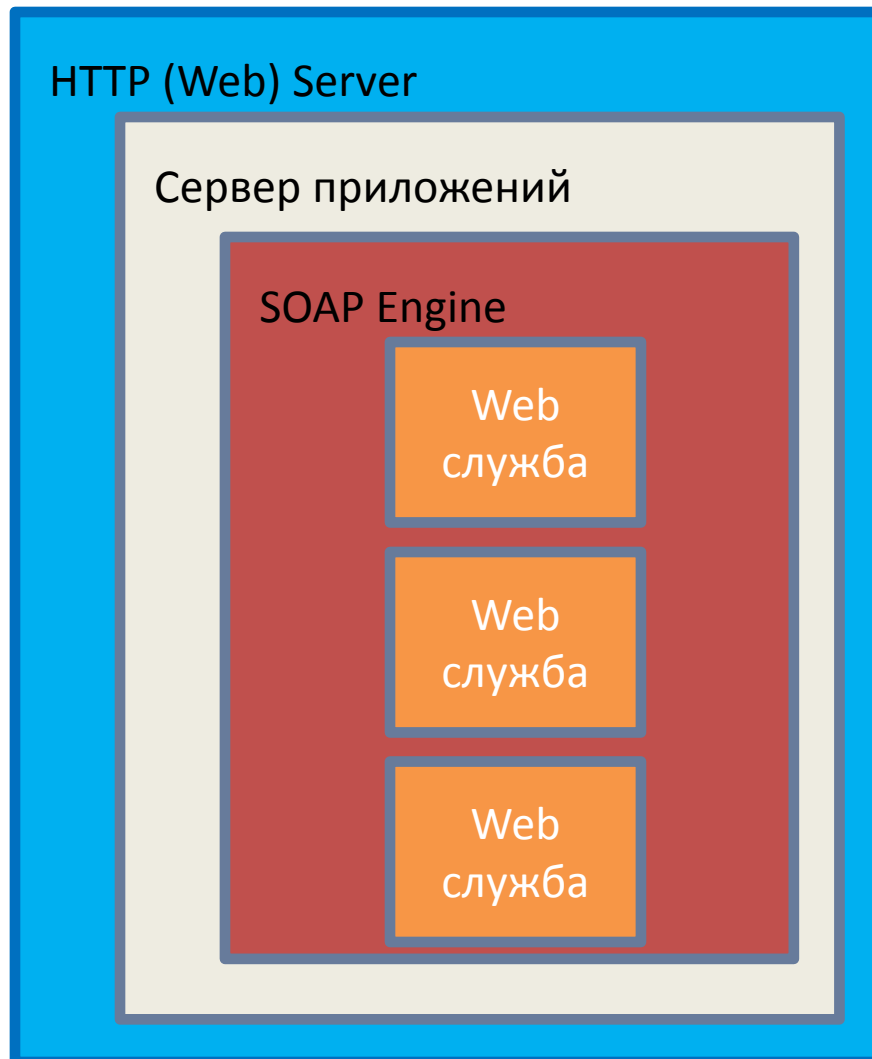 HTTP (Web) Server
Сервер приложений
SOAP Engine
Web
служба
Web
служба
Web
служба